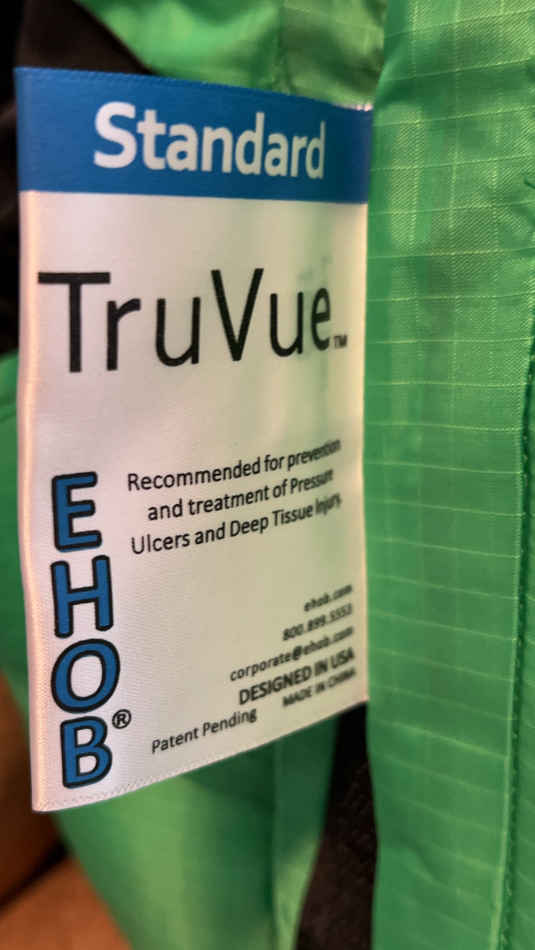 Standard
TruVue™
EHOB®
Recommended for prevention
and treatment of Pressure
Ulcers and Deep Tissue Injury.
ehob.com
800.899.5553
corporate@ehob.com
DESIGNED IN USA
MADE IN CHINA
Patent Pending